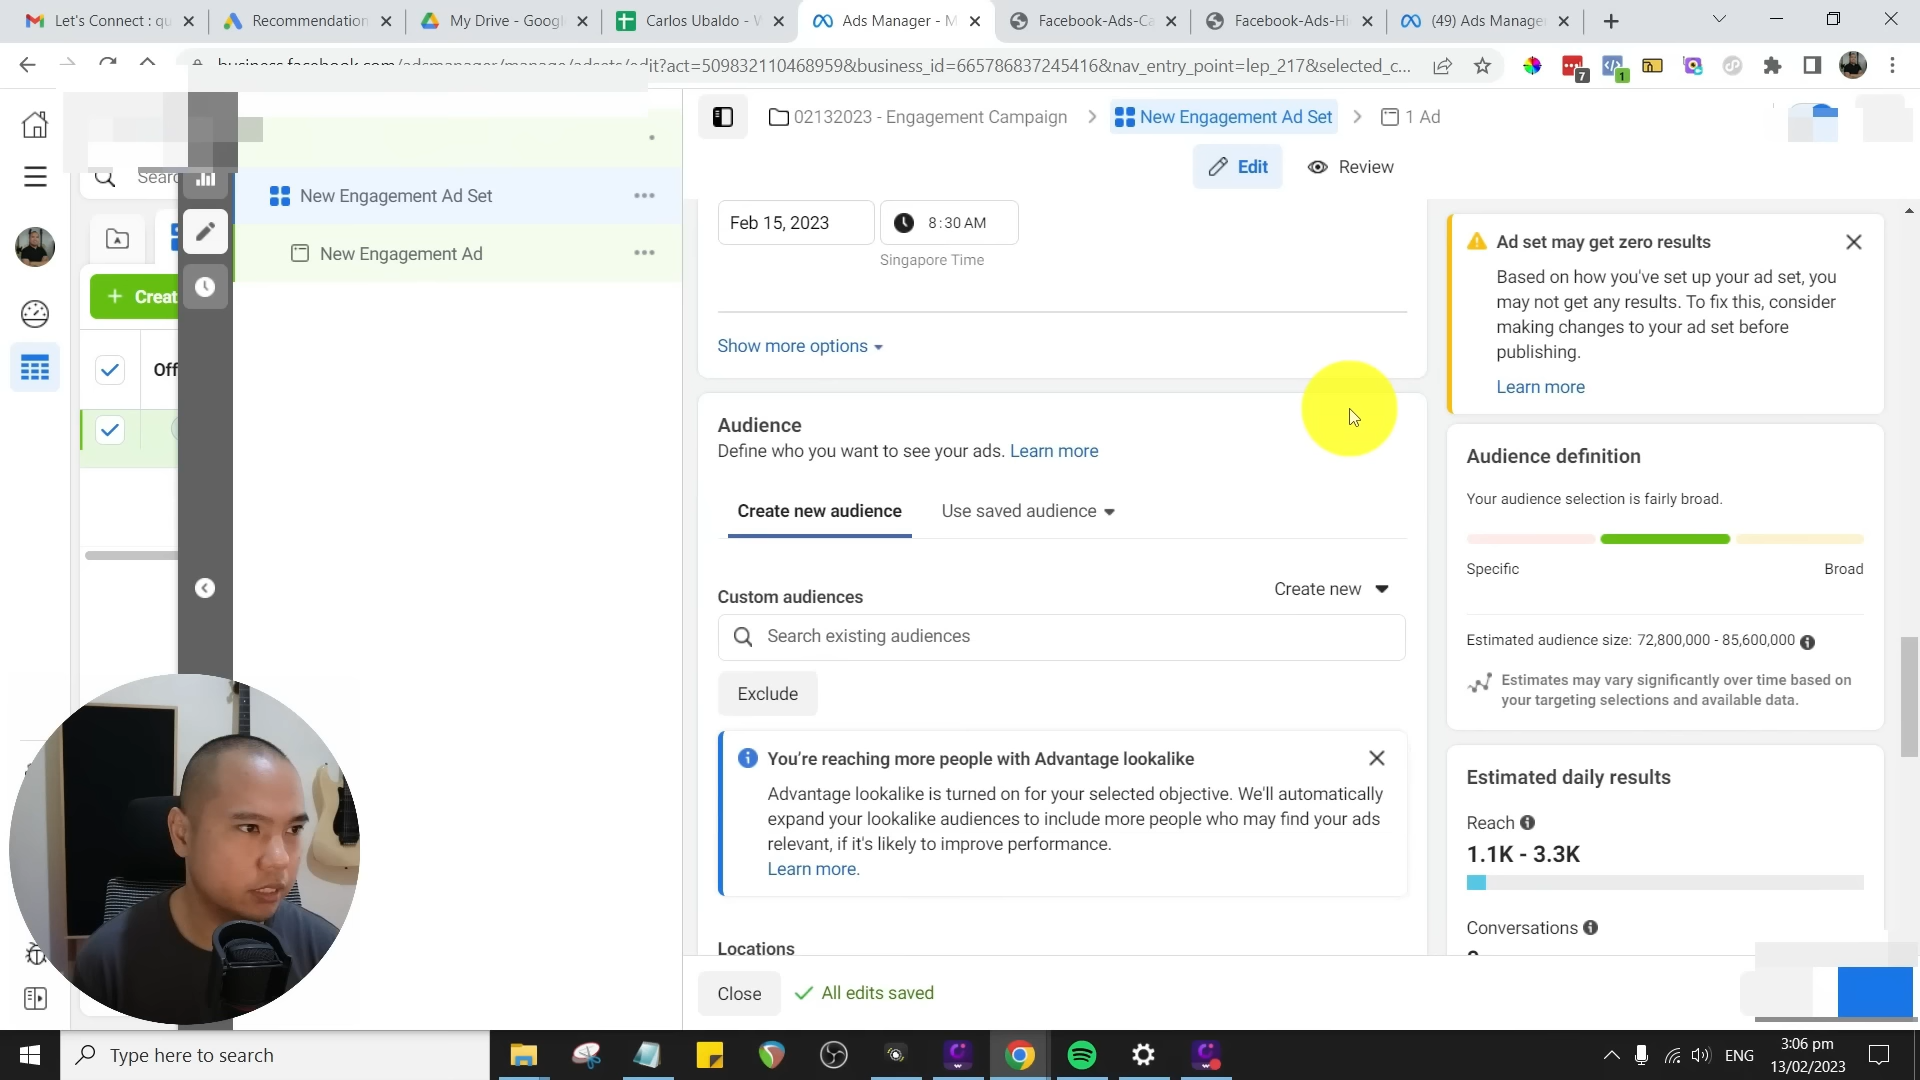 Let's Connect : qu
Recommendation
My Drive - Googl
Carlos Ubaldo - W
Ads Manager - M
Facebook-Ads-Ca
Facebook-Ads-Hi
(49) Ads Manage
business.facebook.com/adsmanager/manage/adsets/edit?act=509832110468959&business_id=665786837245416&nav_entry_point=lep_217&selected_c...
7
1
02132023 - Engagement Campaign
New Engagement Ad Set
1 Ad
Edit
Review
Searc
New Engagement Ad Set
New Engagement Ad
Creat
Off
Feb 15, 2023
8:30 AM
Singapore Time
Show more options
Audience
Define who you want to see your ads. Learn more
Create new audience
Use saved audience
Custom audiences
Create new
Search existing audiences
Exclude
You're reaching more people with Advantage lookalike
Advantage lookalike is turned on for your selected objective. We'll automatically
expand your lookalike audiences to include more people who may find your ads
relevant, if it's likely to improve performance.
Learn more.
Locations
Close
All edits saved
Ad set may get zero results
Based on how you've set up your ad set, you
may not get any results. To fix this, consider
making changes to your ad set before
publishing.
Learn more
Audience definition
Your audience selection is fairly broad.
Specific
Broad
Estimated audience size: 72,800,000 - 85,600,000
Estimates may vary significantly over time based on
your targeting selections and available data.
Estimated daily results
Reach
1.1K - 3.3K
Conversations
Type here to search
ENG
3:06 pm
13/02/2023